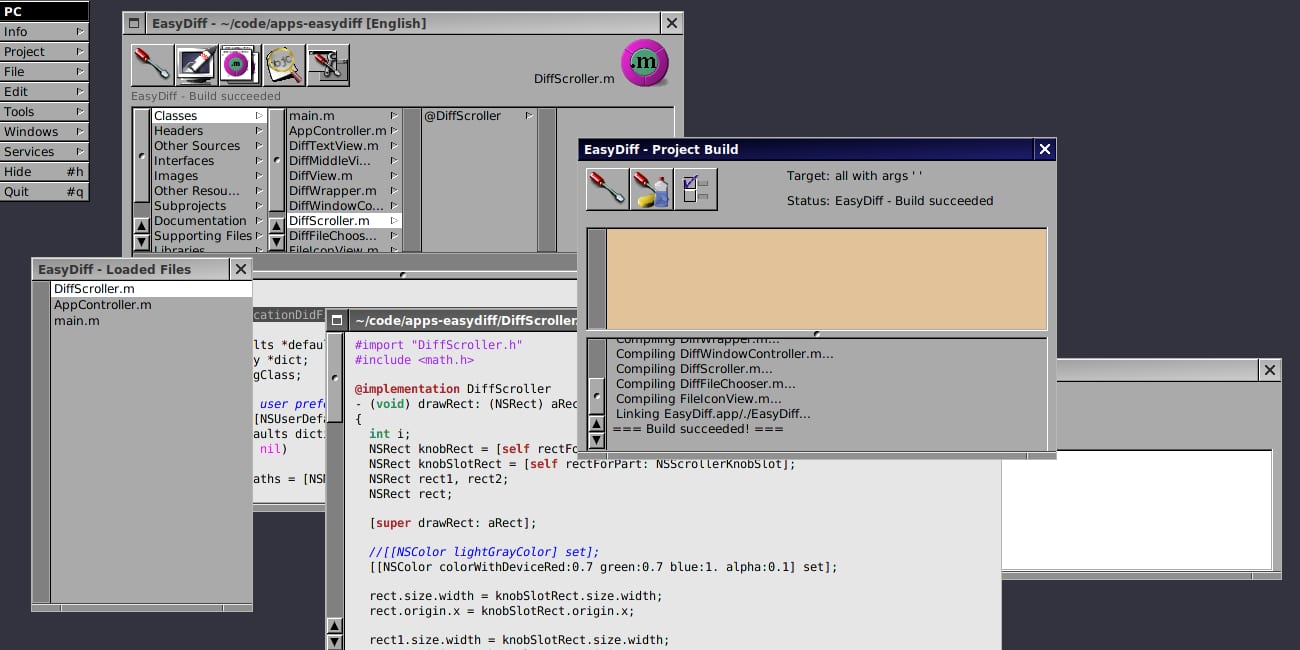 PC
Info
Project
File
Edit
Tools
Windows
Services
Hide #h
Quit #q
EasyDiff - ~/code/apps-easydiff [English]
DiffScroller.m
.m
EasyDiff - Build succeeded
Classes
Headers
Other Sources
Interfaces
Images
Other Resou...
Subprojects
Documentation
Supporting Files
Libraries
main.m
AppController.m
DiffTextView.m
DiffMiddleVi...
DiffView.m
DiffWrapper.m
DiffWindowCo...
DiffScroller.m
DiffFileChoos...
FileIconView.m
@DiffScroller
EasyDiff - Project Build
Target: all with args ' '
Status: EasyDiff - Build succeeded
Compiling DiffWrapper.m...
Compiling DiffWindowController.m...
Compiling DiffScroller.m...
Compiling DiffFileChooser.m...
Compiling FileIconView.m...
Linking EasyDiff.app/./EasyDiff...
=== Build succeeded! ===
EasyDiff - Loaded Files
DiffScroller.m
AppController.m
main.m
cationDidF
lts *defau
y *dict;
gClass;
user prefe
[NSUserDefa
aults dicti
nil)
aths = [NSN
~/code/apps-easydiff/DiffScroller.
#import "DiffScroller.h"
#include <math.h>
@implementation DiffScroller
- (void) drawRect: (NSRect) aRec
{
int i;
NSRect knobRect = [self rectFo
NSRect knobSlotRect = [self rectForPart: NSScrollerKnobSlot];
NSRect rect1, rect2;
NSRect rect;
[super drawRect: aRect];
//[[NSColor lightGrayColor] set];
[[NSColor colorWithDeviceRed:0.7 green:0.7 blue:1. alpha:0.1] set];
rect.size.width = knobSlotRect.size.width;
rect.origin.x = knobSlotRect.origin.x;
rect1.size.width = knobSlotRect.size.width;